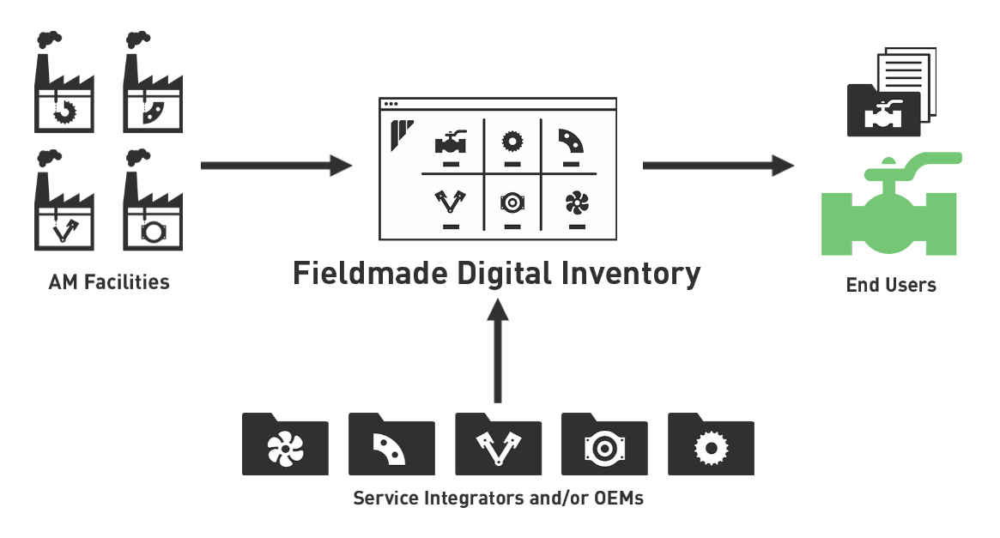 AM Facilities
Fieldmade Digital Inventory
End Users
Service Integrators and/or OEMs